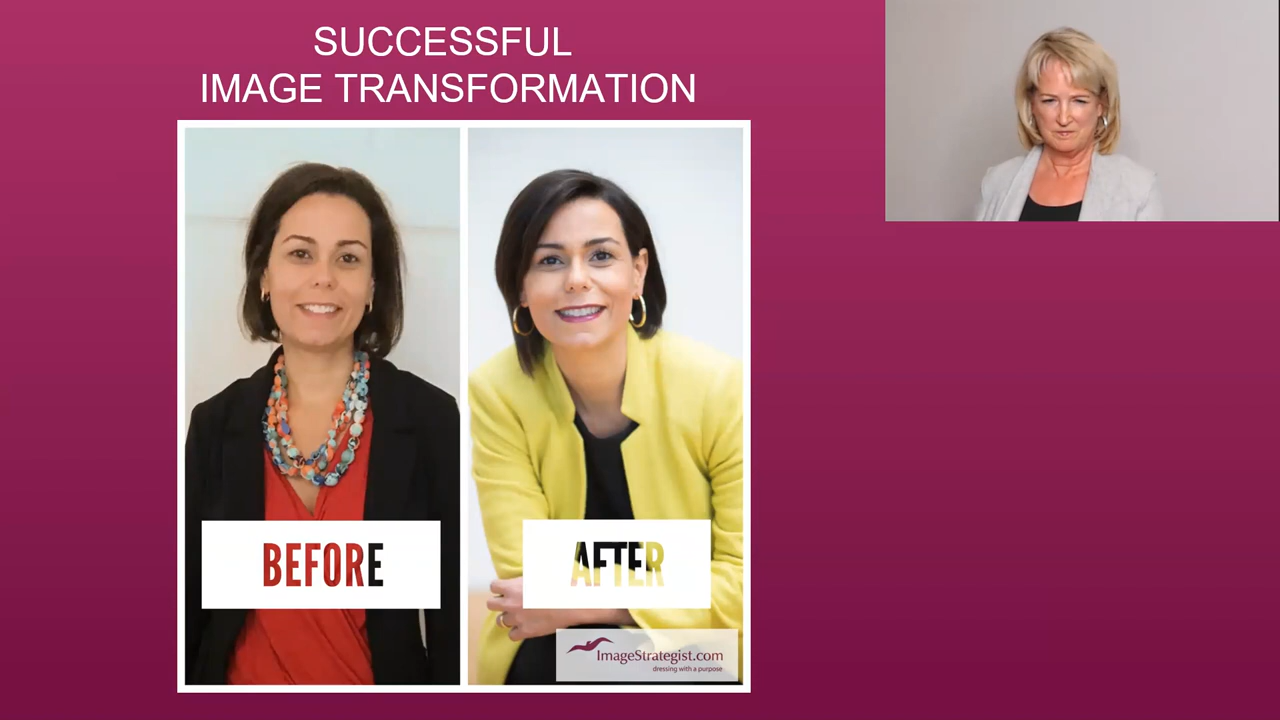 SUCCESSFUL
IMAGE TRANSFORMATION
BEFORE
AFTER
ImageStrategist.com
dressing with a purpose